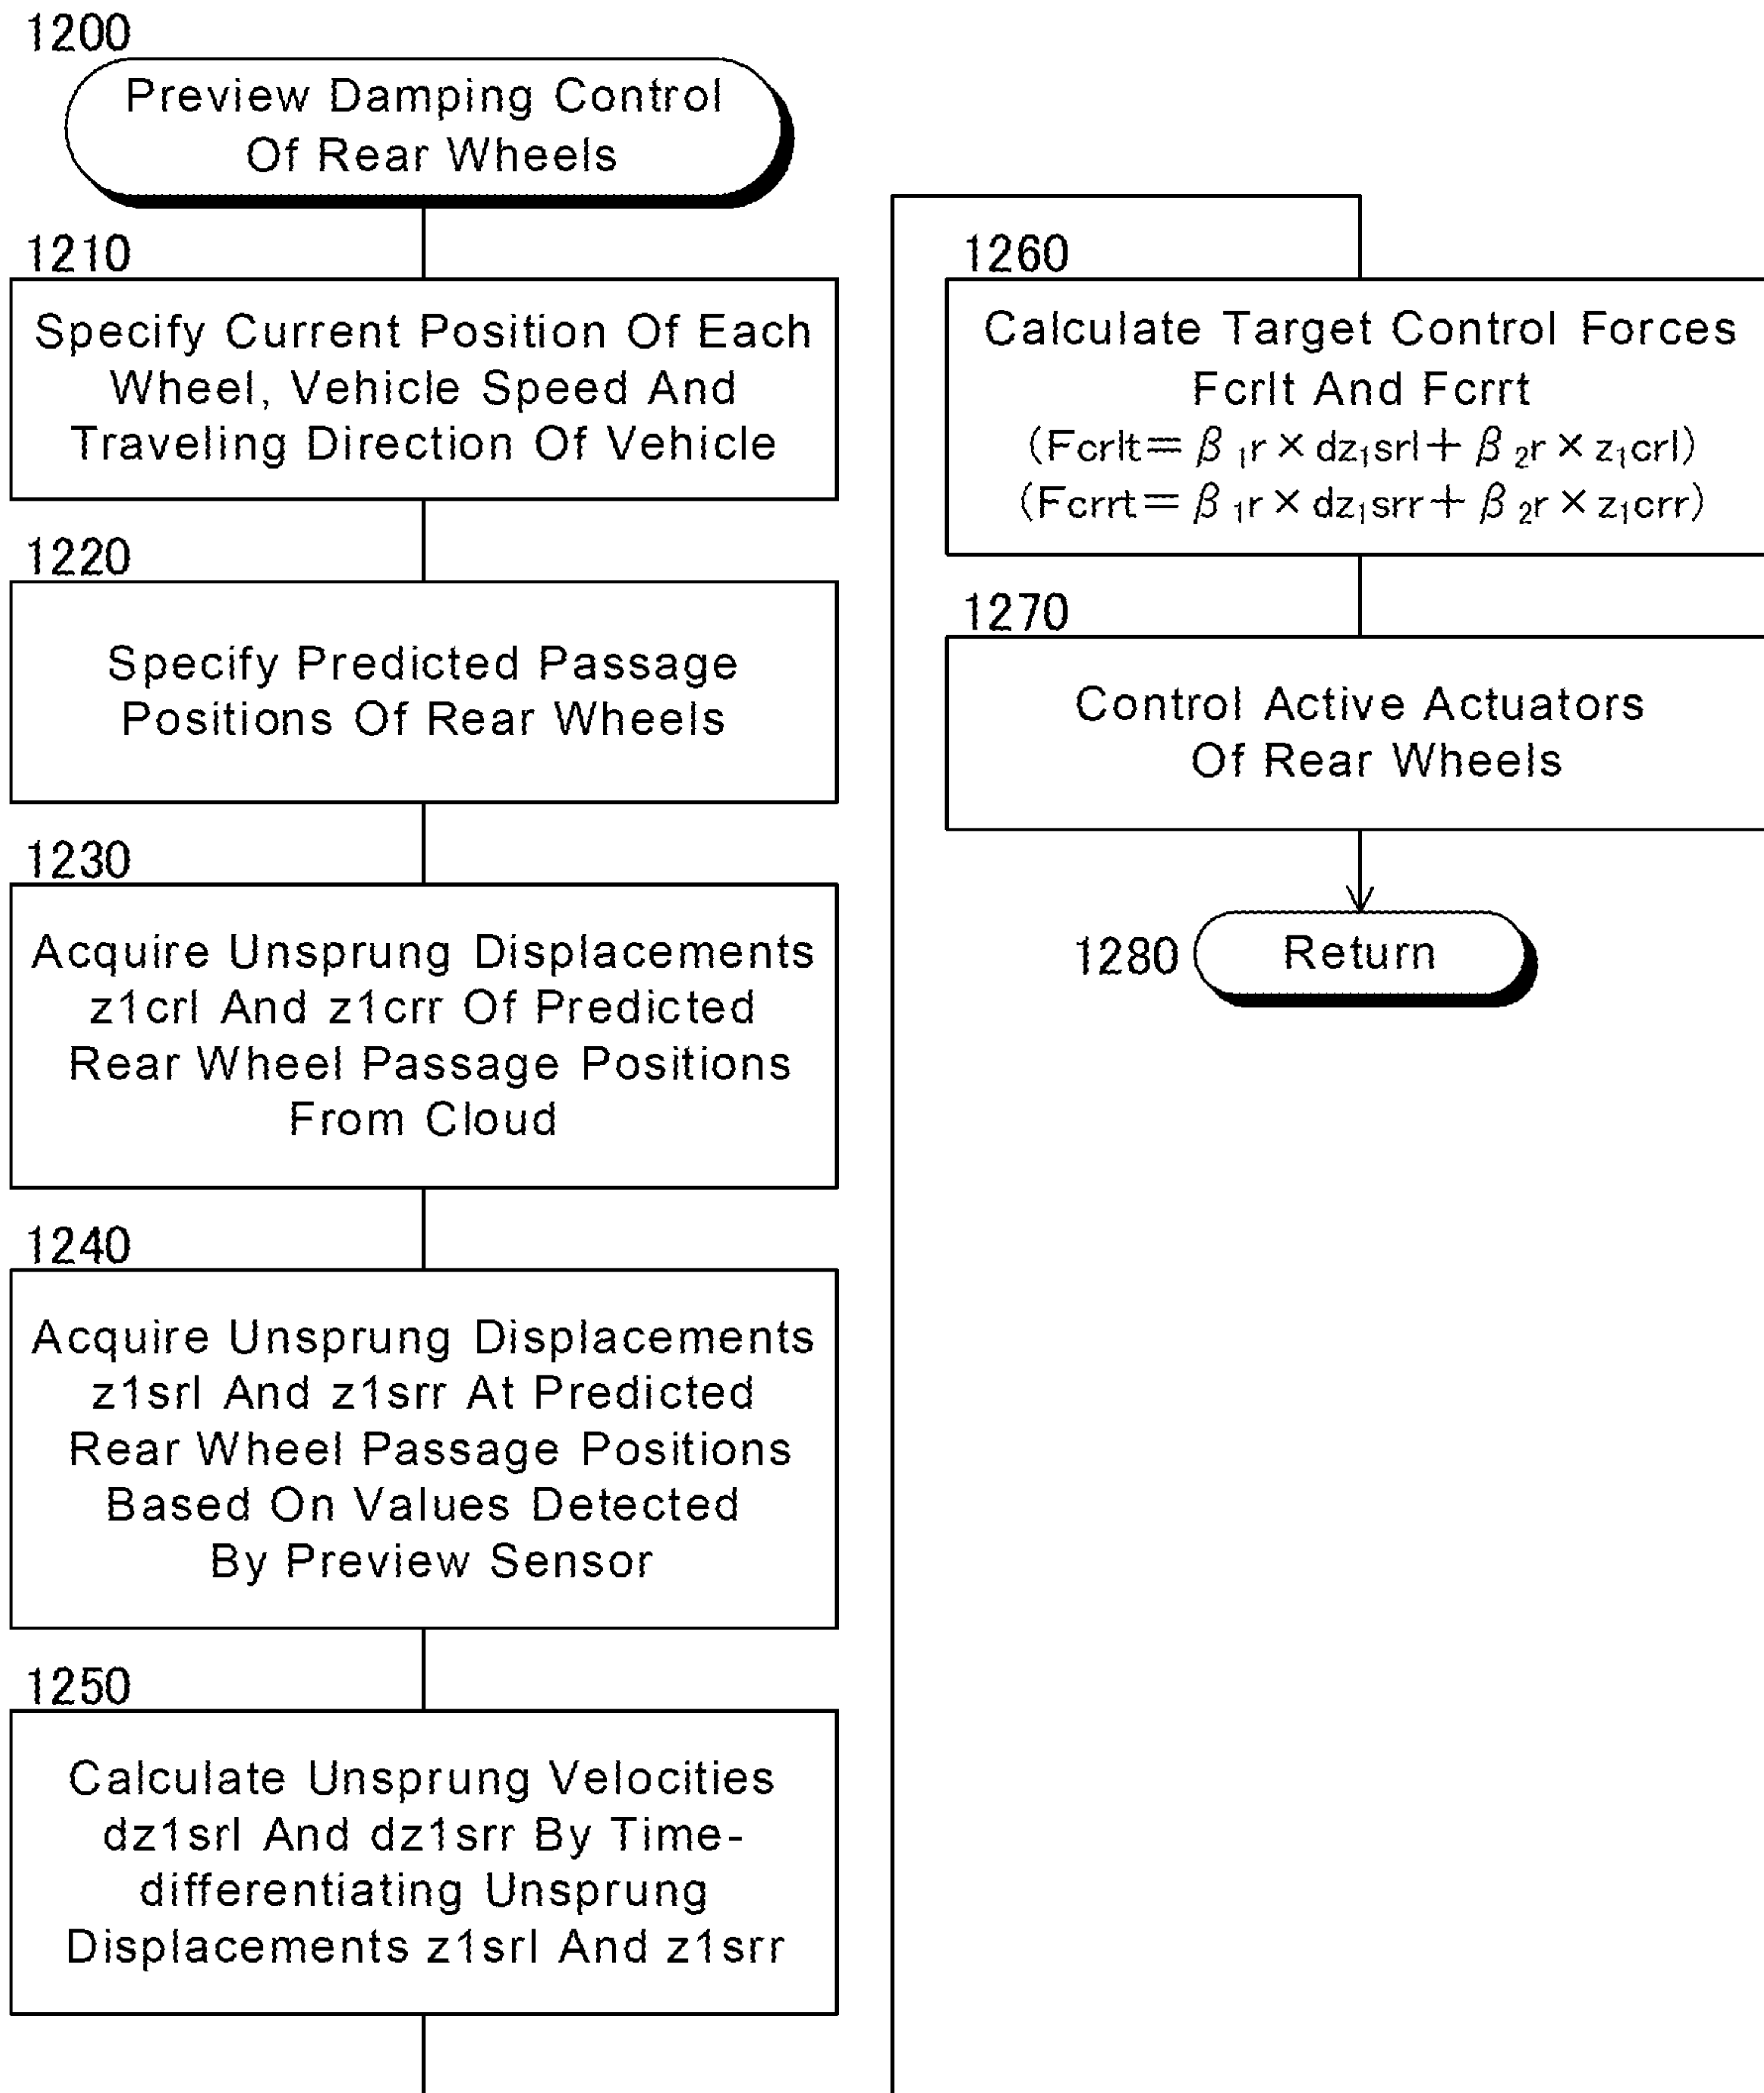 1200
Preview Damping Control
Of Rear Wheels
1210
Specify Current Position Of Each
Wheel, Vehicle Speed And
Traveling Direction Of Vehicle
1220
Specify Predicted Passage
Positions Of Rear Wheels
1230
Acquire Unsprung Displacements
z1crl And z1crr Of Predicted
Rear Wheel Passage Positions
From Cloud
1240
Acquire Unsprung Displacements
z1srl And z1srr At Predicted
Rear Wheel Passage Positions
Based On Values Detected
By Preview Sensor
1250
Calculate Unsprung Velocities
dz1srl And dz1srr By Time-
differentiating Unsprung
Displacements z1srl And z1srr
1260
Calculate Target Control Forces
Fcrlt And Fcrrt
(Fcrlt=β₁r×dz₁srl+β₂r×z₁crl)
(Fcrrt=β₁r×dz₁srr+β₂r×z₁crr)
1270
Control Active Actuators
Of Rear Wheels
1280
Return